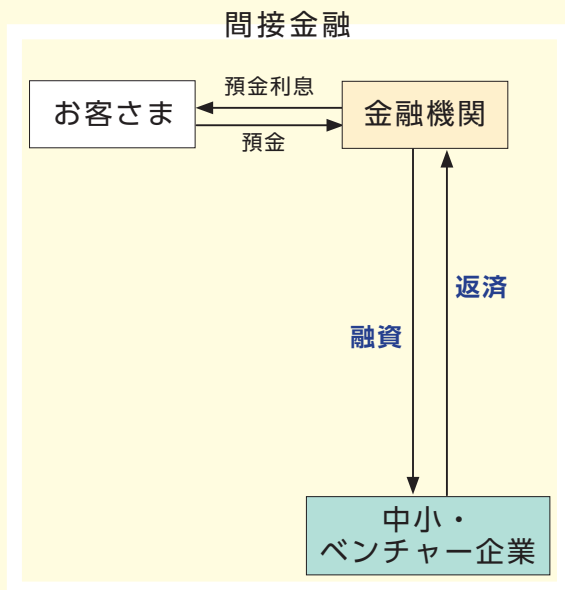 間接金融
預金利息
お客さま
金融機関
預金
返済
融資
中小・
ベンチャー企業